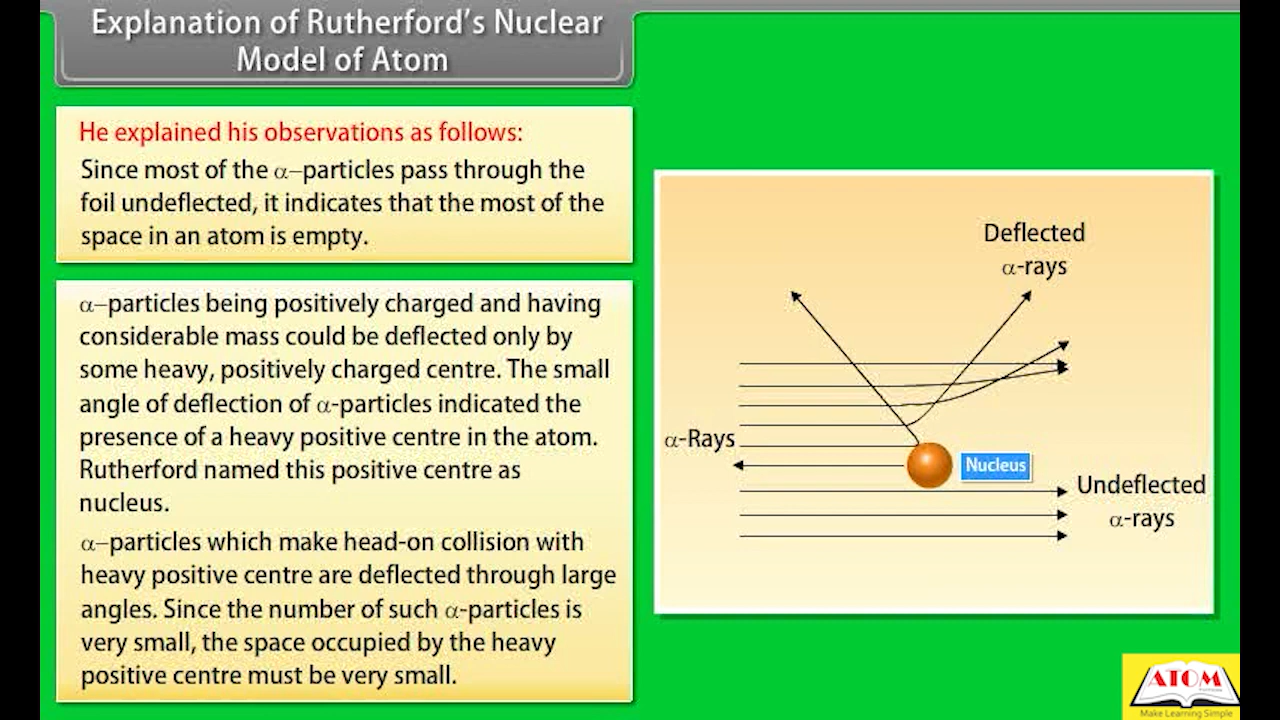 Explanation of Rutherford's Nuclear
Model of Atom
He explained his observations as follows:
Since most of the α–particles pass through the
foil undeflected, it indicates that the most of the
space in an atom is empty.
α–particles being positively charged and having
considerable mass could be deflected only by
some heavy, positively charged centre. The small
angle of deflection of α-particles indicated the
presence of a heavy positive centre in the atom.
Rutherford named this positive centre as
nucleus.
α–particles which make head-on collision with
heavy positive centre are deflected through large
angles. Since the number of such α-particles is
very small, the space occupied by the heavy
positive centre must be very small.
Deflected
α-rays
α-Rays
Nucleus
Undeflected
α-rays
ATOM
Make Learning Simple